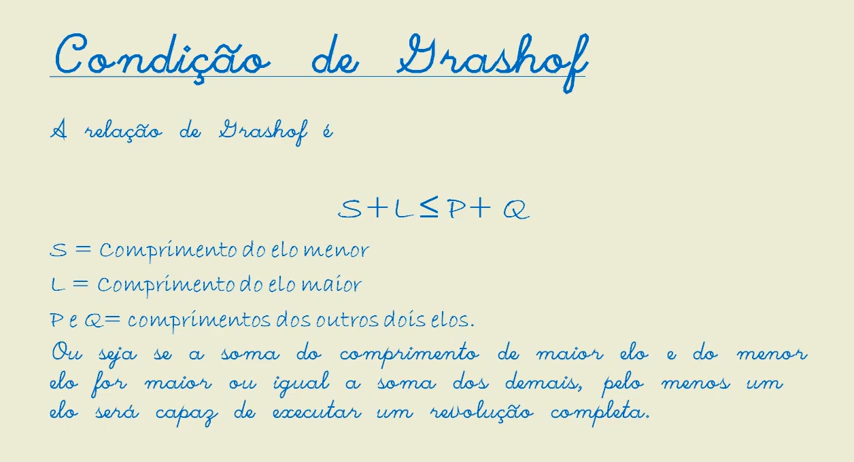 Condição de Grashof
A relação de Grashof é
S+L≤P+ Q
S = Comprimento do elo menor
L = Comprimento do elo maior
P e Q= comprimentos dos outros dois elos.
Ou seja se a soma do comprimento de maior elo e do menor
elo for maior ou igual a soma dos demais, pelo menos um
elo será capaz de executar um revolução completa.